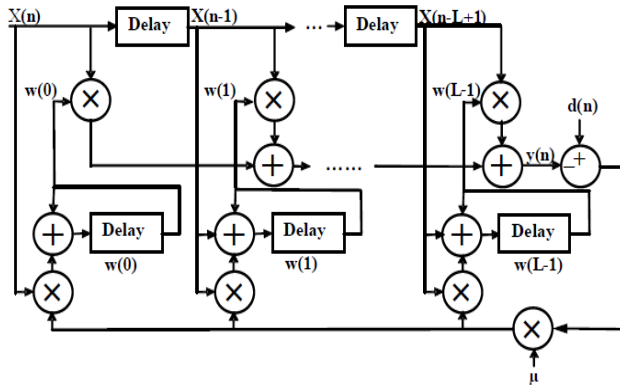 X(n) Delay X(n-1) ... Delay X(n-L+1)
w(0) × w(1) × w(L-1) × d(n)
+ ...... + y(n) − +
+ Delay + Delay + Delay
w(0) w(1) w(L-1)
× × × ×
μ